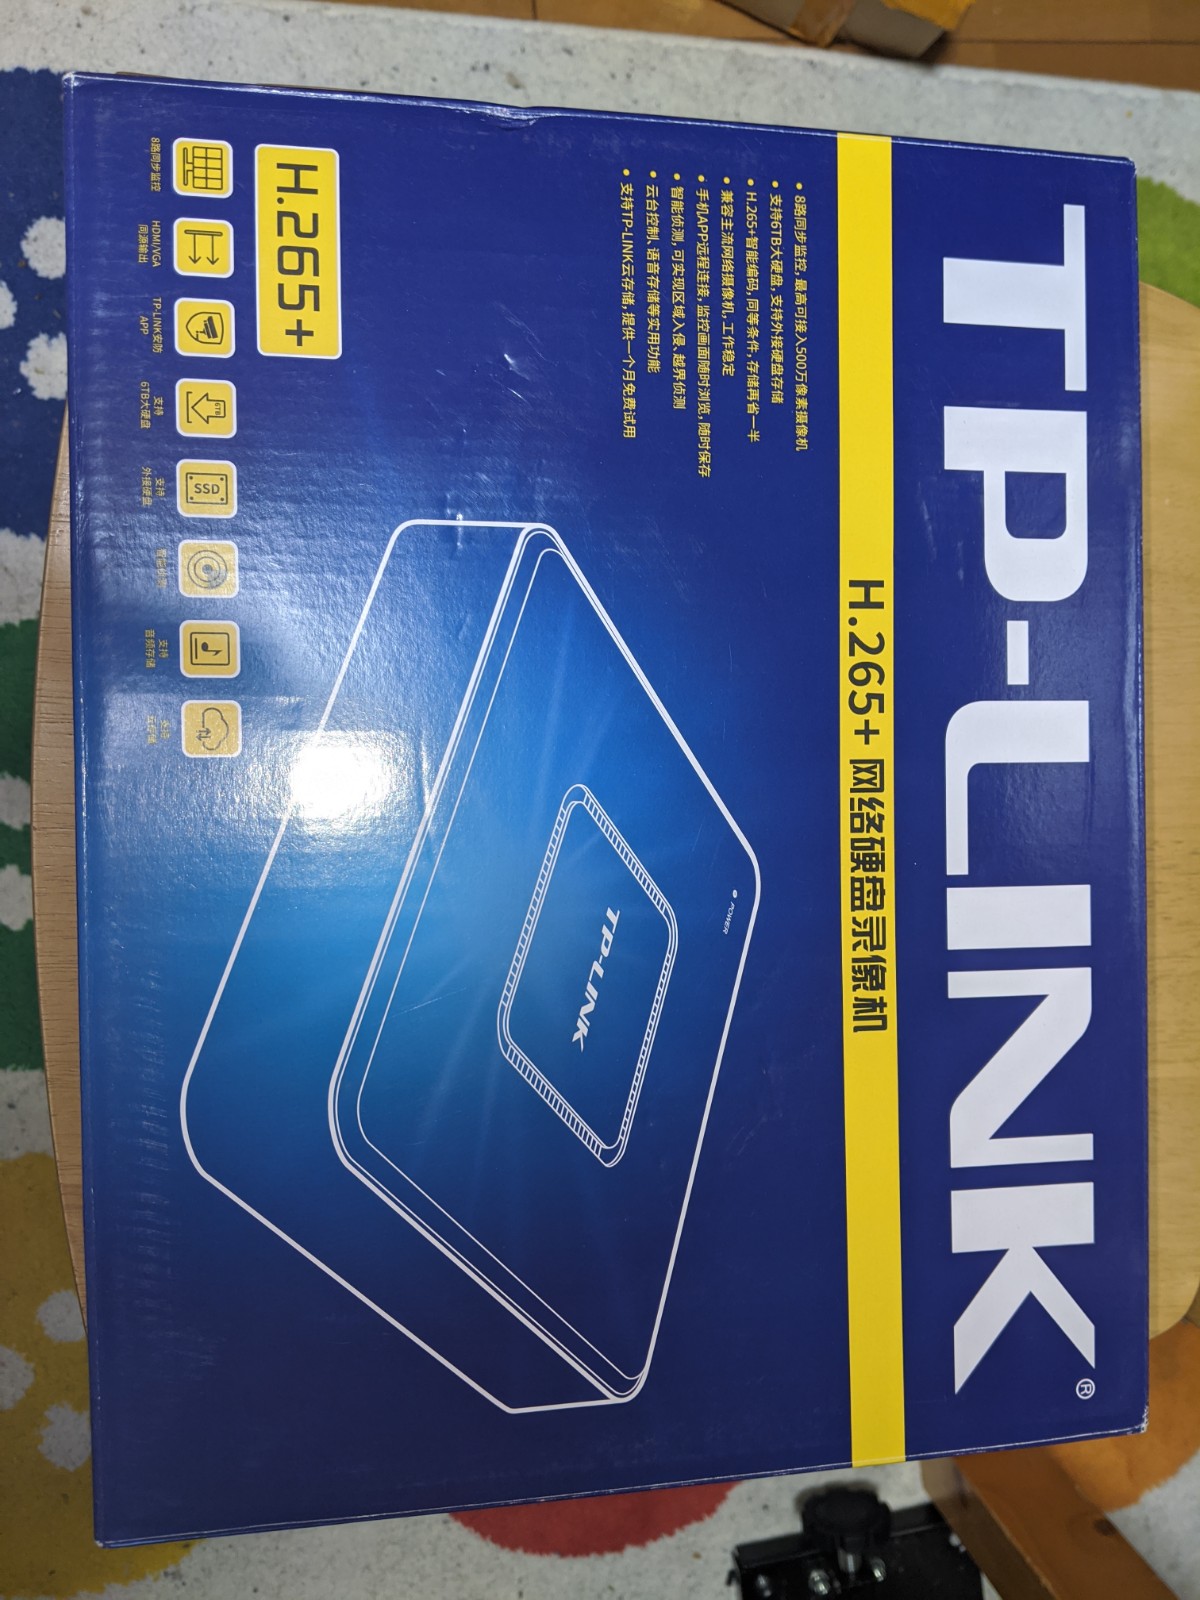 TP-LINK®
H.265+ 网络硬盘录像机
• 8路同步监控，最高可接入500万像素摄像机
• 支持6TB大硬盘，支持外接硬盘存储
• H.265+智能编码，同等条件，存储再省一半
• 兼容主流网络摄像机，工作稳定
• 手机APP远程连接，监控画面随时浏览，随时保存
• 智能侦测，可实现区域入侵、越界侦测
• 云台控制、语音存储等实用功能
• 支持TP-LINK云存储，提供一个月免费试用
POWER
TP-LINK
H.265+
6TB
SSD
8路同步监控
HDMI/VGA
同源输出
TP-LINK安防
APP
支持
6TB大硬盘
支持
外接硬盘
支持
音频存储
支持
云存储